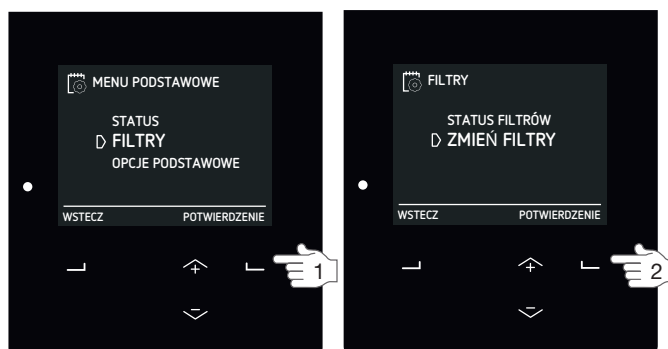 MENU PODSTAWOWE
STATUS
FILTRY
OPCJE PODSTAWOWE
WSTECZ POTWIERDZENIE
1
FILTRY
STATUS FILTRÓW
ZMIEŃ FILTRY
WSTECZ POTWIERDZENIE
2